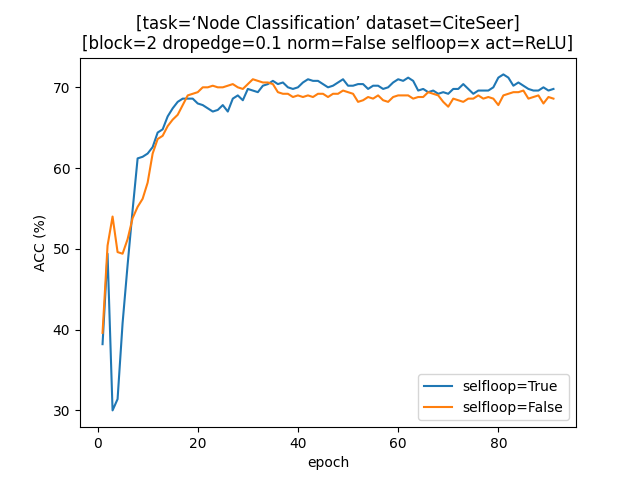 [task=‘Node Classification’ dataset=CiteSeer]
[block=2 dropedge=0.1 norm=False selfloop=x act=ReLU]
ACC (%)
70
60
50
40
30
0 20 40 60 80
epoch
selfloop=True
selfloop=False